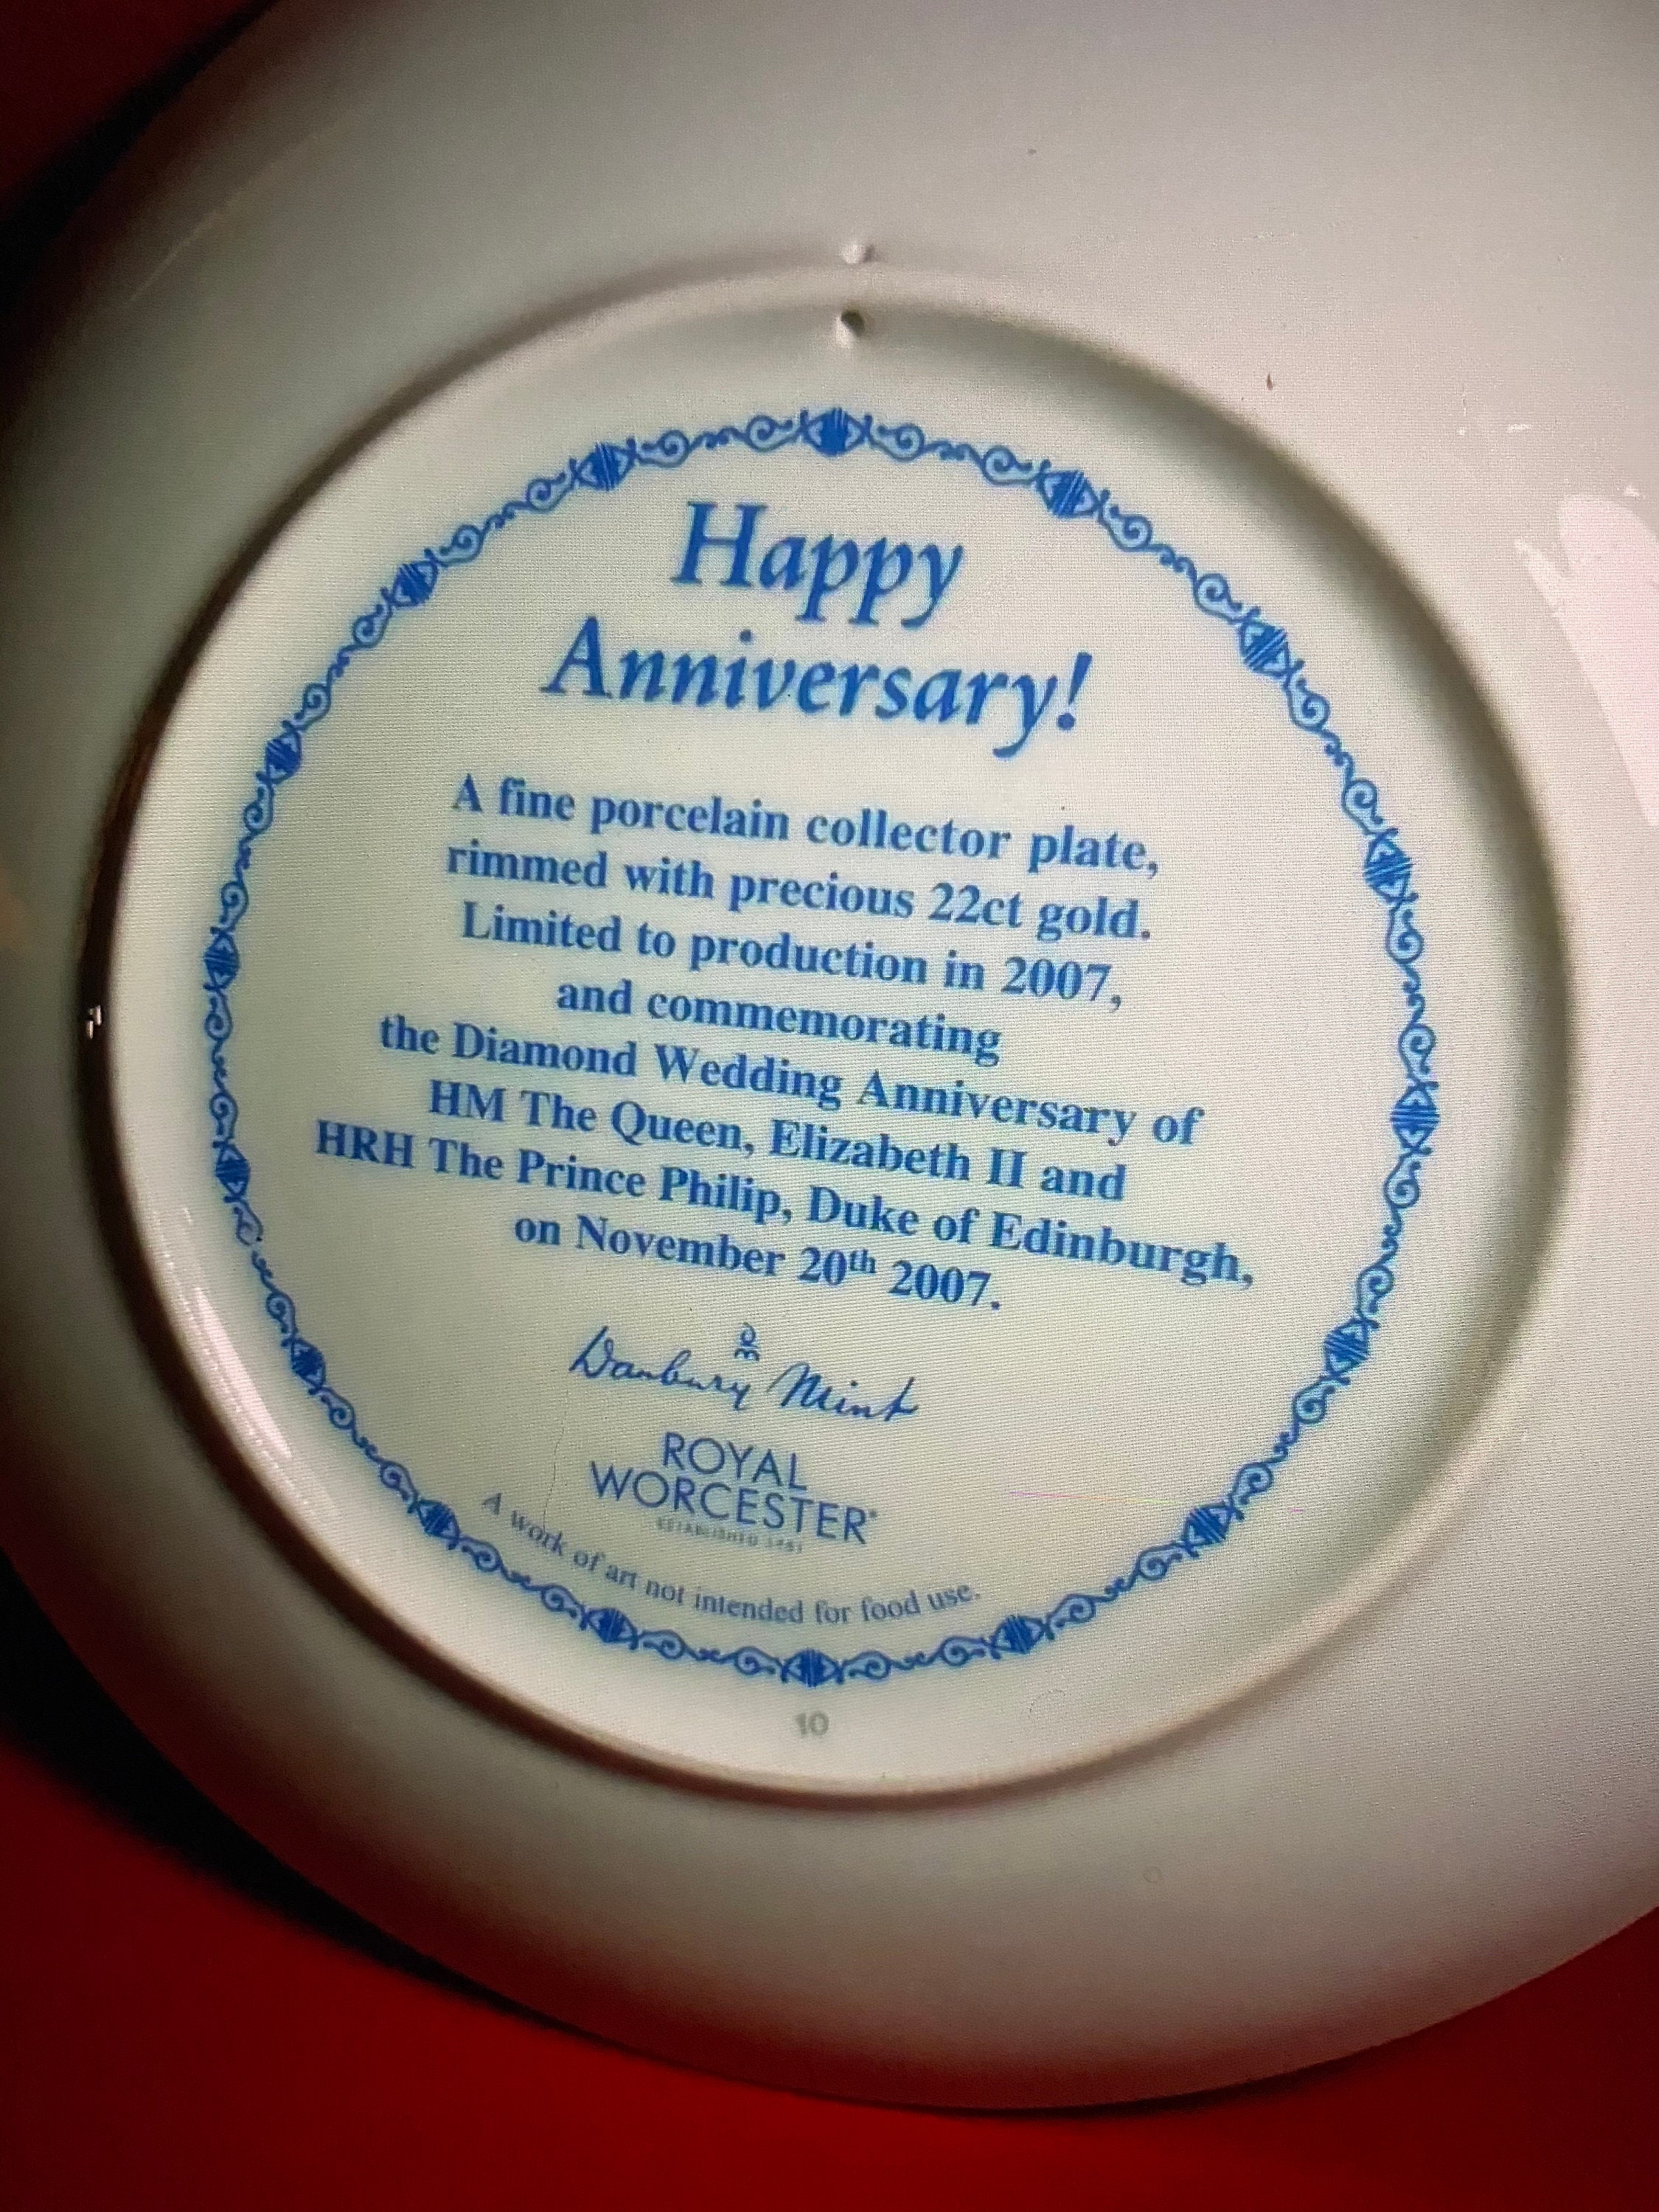 Happy
Anniversary!
A fine porcelain collector plate,
rimmed with precious 22ct gold.
Limited to production in 2007,
and commemorating
the Diamond Wedding Anniversary of
HM The Queen, Elizabeth II and
HRH The Prince Philip, Duke of Edinburgh,
on November 20th 2007.
Danbury Mint
ROYAL
WORCESTER®
ESTABLISHED 1751
A work of art not intended for food use.
10